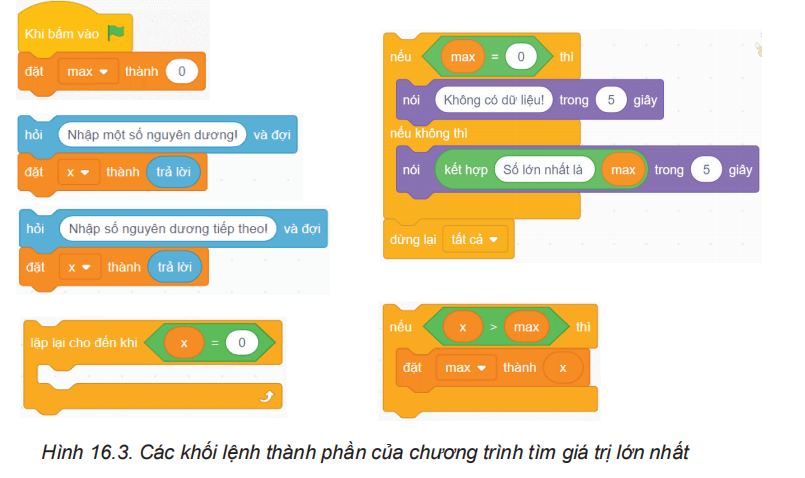 Khi bấm vào
đặt max thành 0
hỏi Nhập một số nguyên dương! và đợi
đặt x thành trả lời
hỏi Nhập số nguyên dương tiếp theo! và đợi
đặt x thành trả lời
lặp lại cho đến khi x = 0
nếu max = 0 thì
nói Không có dữ liệu! trong 5 giây
nếu không thì
nói kết hợp Số lớn nhất là max trong 5 giây
dừng lại tất cả
nếu x > max thì
đặt max thành x
Hình 16.3. Các khối lệnh thành phần của chương trình tìm giá trị lớn nhất